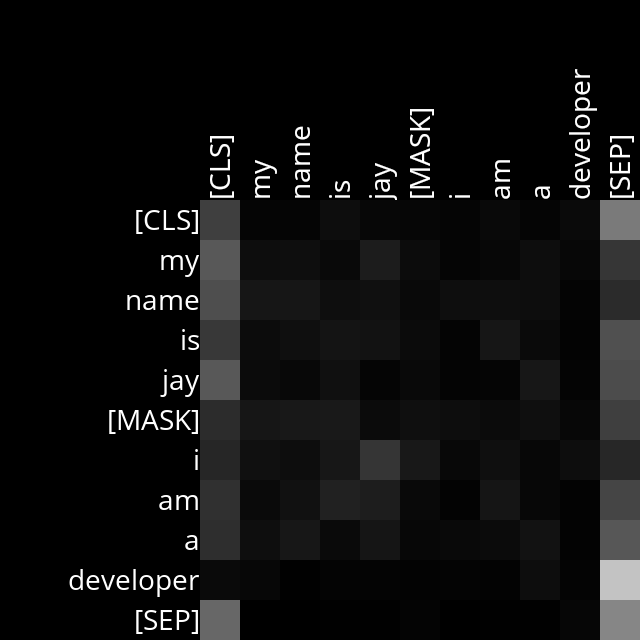 [CLS] my name is jay [MASK] i am a developer [SEP]
[CLS]
my
name
is
jay
[MASK]
i
am
a
developer
[SEP]